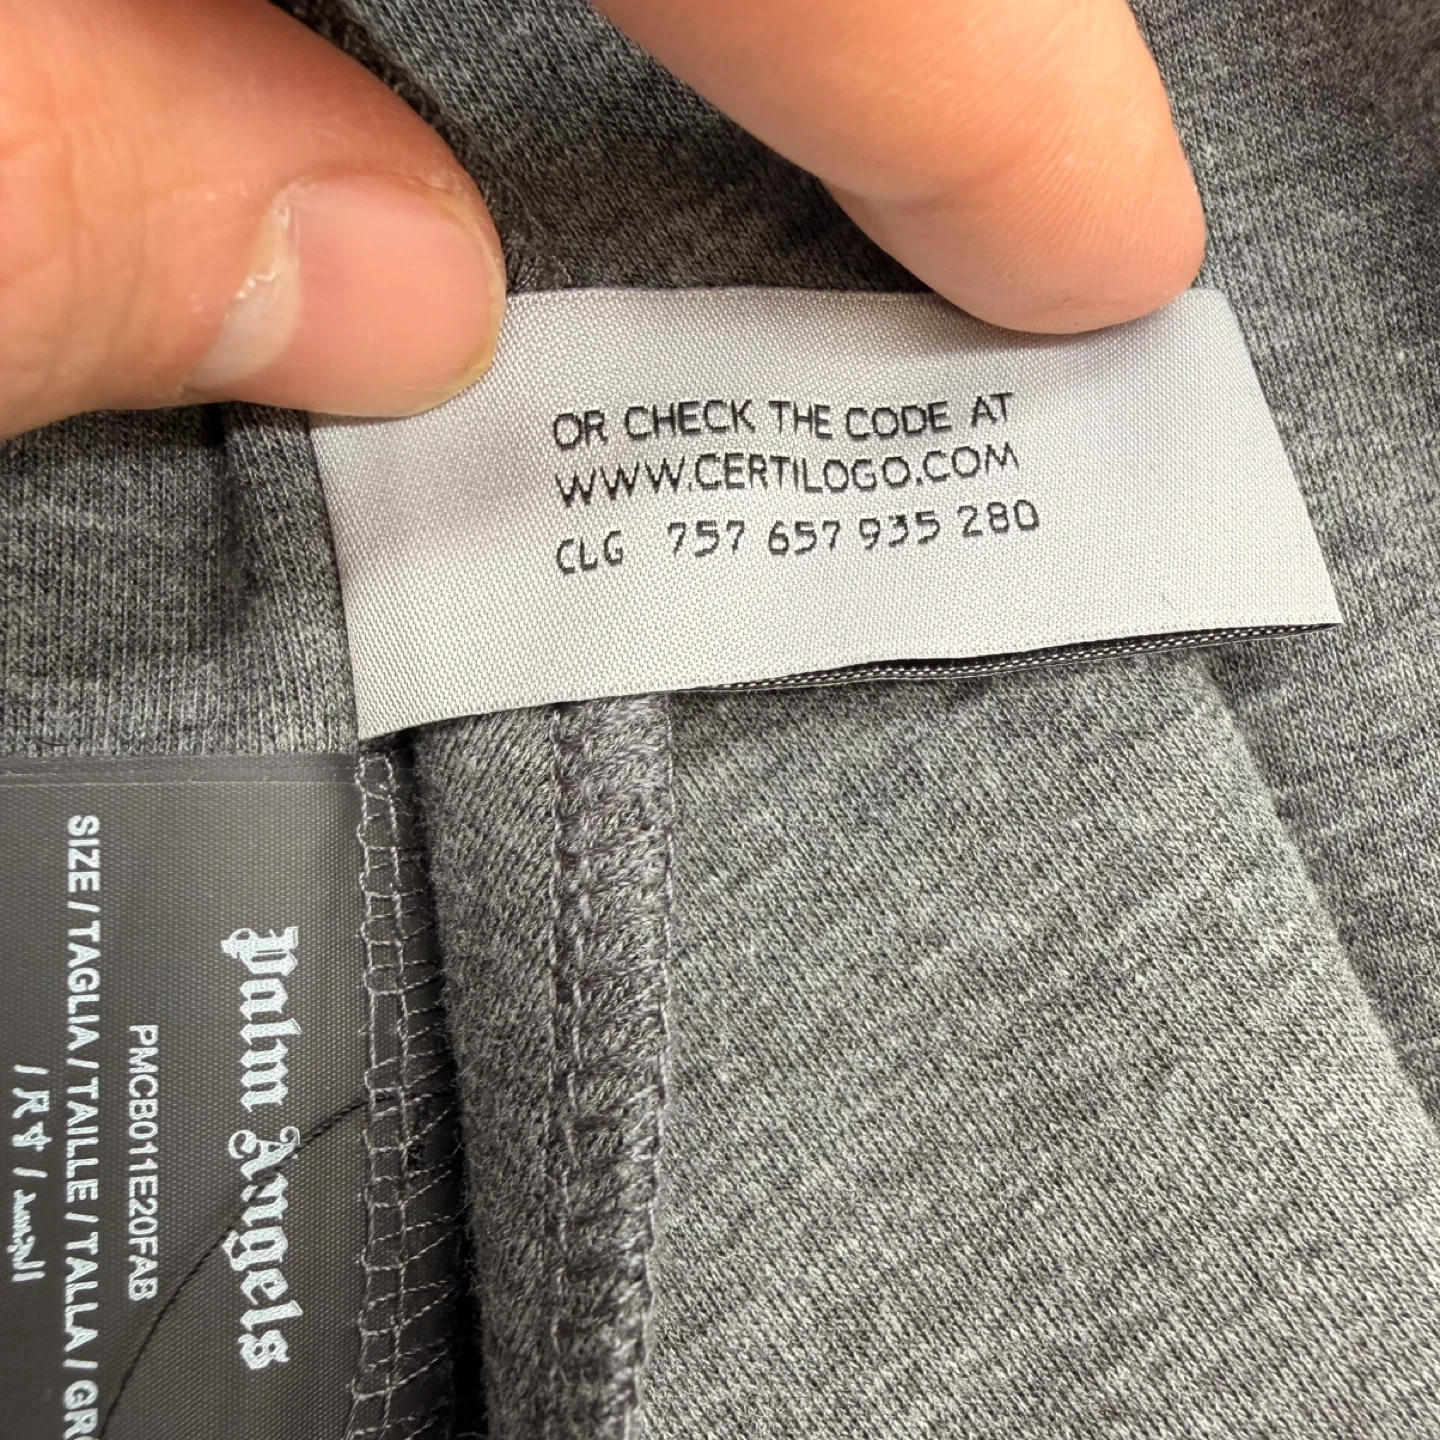 OR CHECK THE CODE AT
WWW.CERTILOGO.COM
CLG 757 657 935 280
Palm Angels
PMCB011E20FAB
SIZE / TAGLIA / TAILLE / TALLA /
/ 尺寸 / المقاس